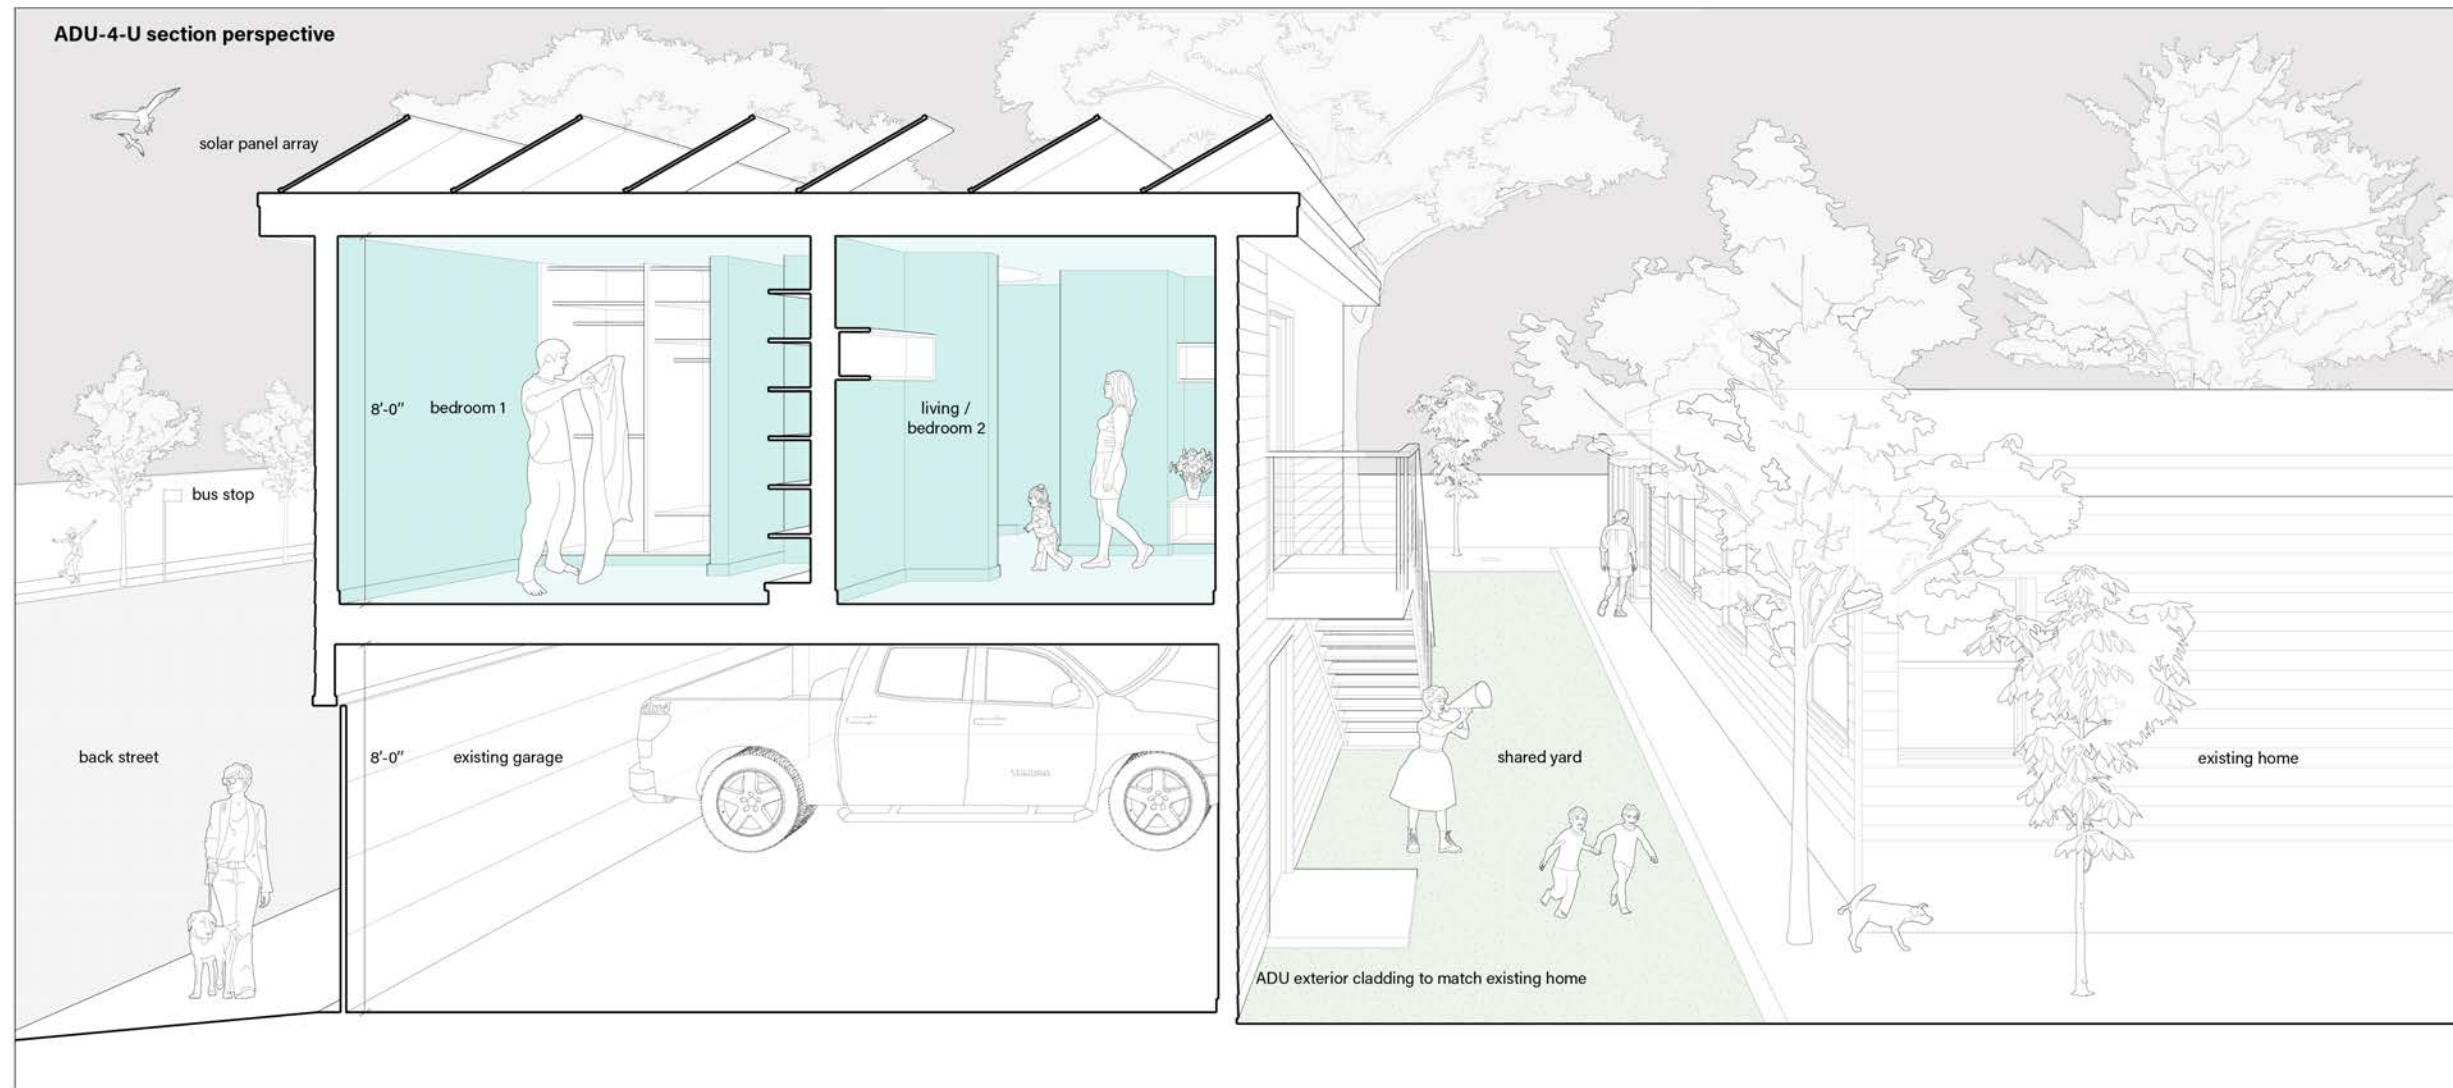 ADU-4-U section perspective
solar panel array
8'-0"
bedroom 1
living /
bedroom 2
bus stop
back street
8'-0"
existing garage
TUNDRA
shared yard
existing home
ADU exterior cladding to match existing home